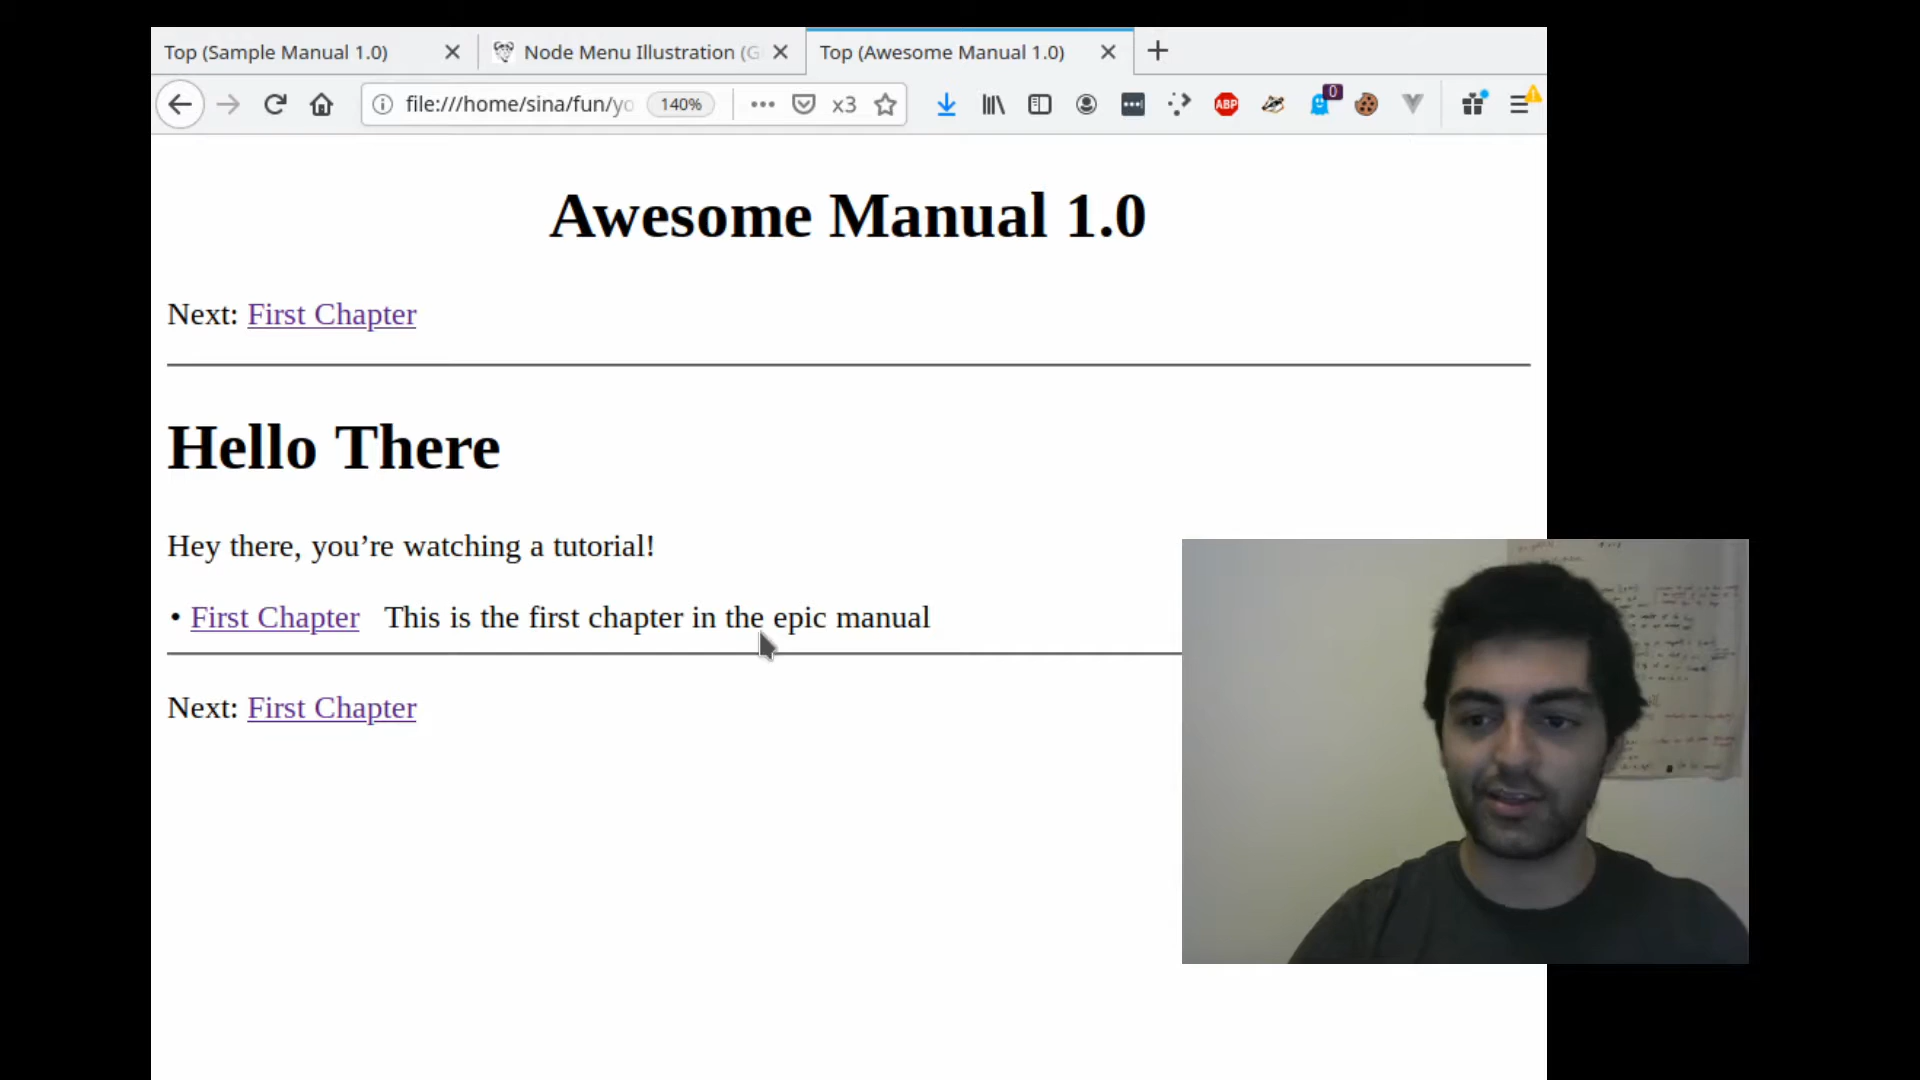 Top (Sample Manual 1.0)
Node Menu Illustration (G
Top (Awesome Manual 1.0)
file:///home/sina/fun/yo
140%
x3
ABP
0
Awesome Manual 1.0
Next: First Chapter
Hello There
Hey there, you’re watching a tutorial!
• First Chapter This is the first chapter in the epic manual
Next: First Chapter